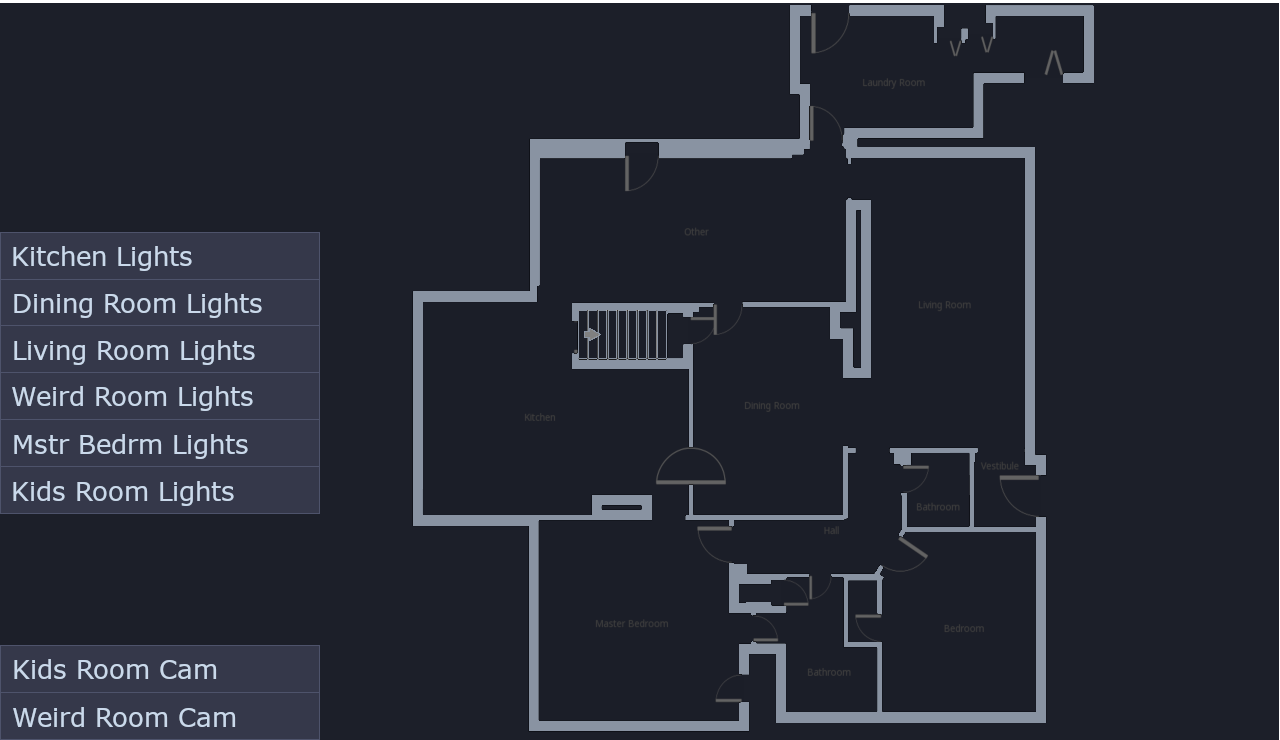 Laundry Room
Other
Kitchen Lights
Dining Room Lights
Living Room Lights
Weird Room Lights
Mstr Bedrm Lights
Kids Room Lights
Living Room
Dining Room
Kitchen
Vestibule
Bathroom
Hall
Master Bedroom
Bedroom
Bathroom
Kids Room Cam
Weird Room Cam